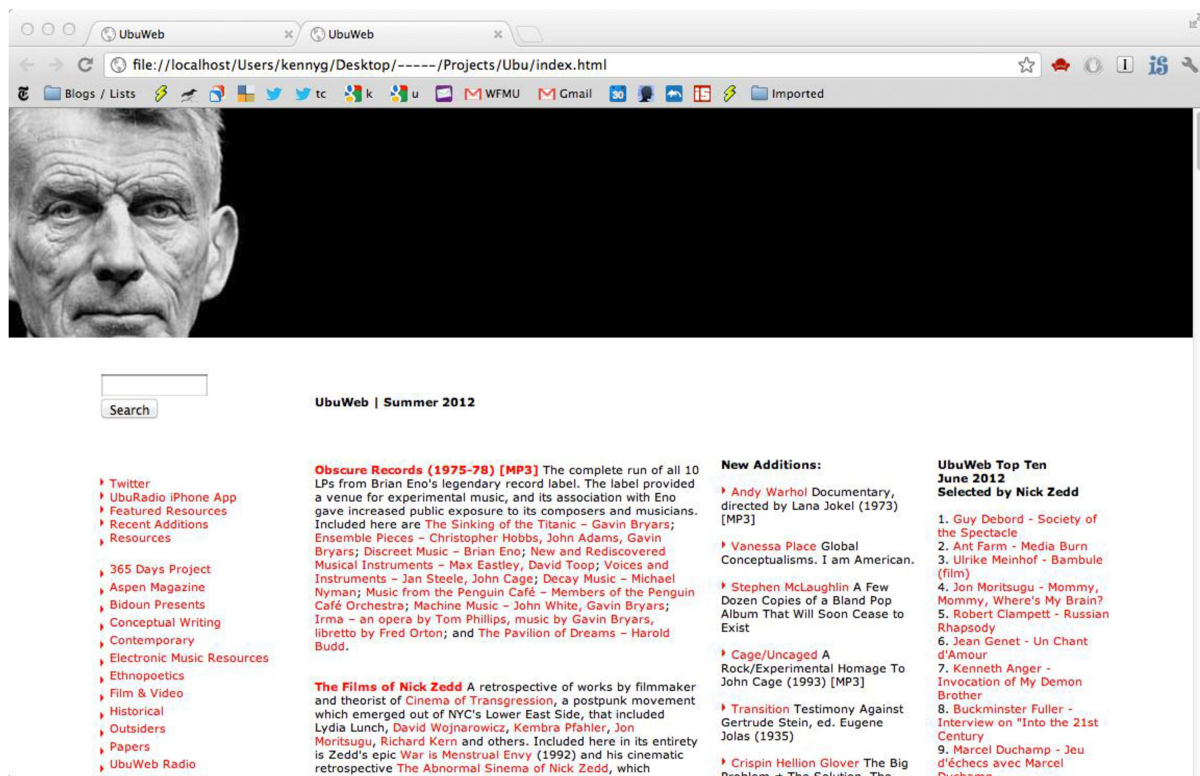 UbuWeb
UbuWeb
file://localhost/Users/kennyg/Desktop/-----/Projects/Ubu/index.html
Blogs / Lists
tc
k
u
WFMU
Gmail
30
Imported
Search
UbuWeb | Summer 2012
Twitter
UbuRadio iPhone App
Featured Resources
Recent Additions
Resources
365 Days Project
Aspen Magazine
Bidoun Presents
Conceptual Writing
Contemporary
Electronic Music Resources
Ethnopoetics
Film & Video
Historical
Outsiders
Papers
UbuWeb Radio
Obscure Records (1975-78) [MP3] The complete run of all 10
LPs from Brian Eno's legendary record label. The label provided
a venue for experimental music, and its association with Eno
gave increased public exposure to its composers and musicians.
Included here are The Sinking of the Titanic – Gavin Bryars;
Ensemble Pieces – Christopher Hobbs, John Adams, Gavin
Bryars; Discreet Music – Brian Eno; New and Rediscovered
Musical Instruments – Max Eastley, David Toop; Voices and
Instruments – Jan Steele, John Cage; Decay Music – Michael
Nyman; Music from the Penguin Café – Members of the Penguin
Café Orchestra; Machine Music – John White, Gavin Bryars;
Irma – an opera by Tom Phillips, music by Gavin Bryars,
libretto by Fred Orton; and The Pavilion of Dreams – Harold
Budd.
The Films of Nick Zedd A retrospective of works by filmmaker
and theorist of Cinema of Transgression, a postpunk movement
which emerged out of NYC's Lower East Side, that included
Lydia Lunch, David Wojnarowicz, Kembra Pfahler, Jon
Moritsugu, Richard Kern and others. Included here in its entirety
is Zedd's epic War is Menstrual Envy (1992) and his cinematic
retrospective The Abnormal Sinema of Nick Zedd, which
New Additions:
Andy Warhol Documentary,
directed by Lana Jokel (1973)
[MP3]
Vanessa Place Global
Conceptualisms. I am American.
Stephen McLaughlin A Few
Dozen Copies of a Bland Pop
Album That Will Soon Cease to
Exist
Cage/Uncaged A
Rock/Experimental Homage To
John Cage (1993) [MP3]
Transition Testimony Against
Gertrude Stein, ed. Eugene
Jolas (1935)
Crispin Hellion Glover The Big
Problem ≠ The Solution. The
UbuWeb Top Ten
June 2012
Selected by Nick Zedd
1. Guy Debord - Society of
the Spectacle
2. Ant Farm - Media Burn
3. Ulrike Meinhof - Bambule
(film)
4. Jon Moritsugu - Mommy,
Mommy, Where's My Brain?
5. Robert Clampett - Russian
Rhapsody
6. Jean Genet - Un Chant
d'Amour
7. Kenneth Anger -
Invocation of My Demon
Brother
8. Buckminster Fuller -
Interview on "Into the 21st
Century
9. Marcel Duchamp - Jeu
d'échecs avec Marcel
Duchamp